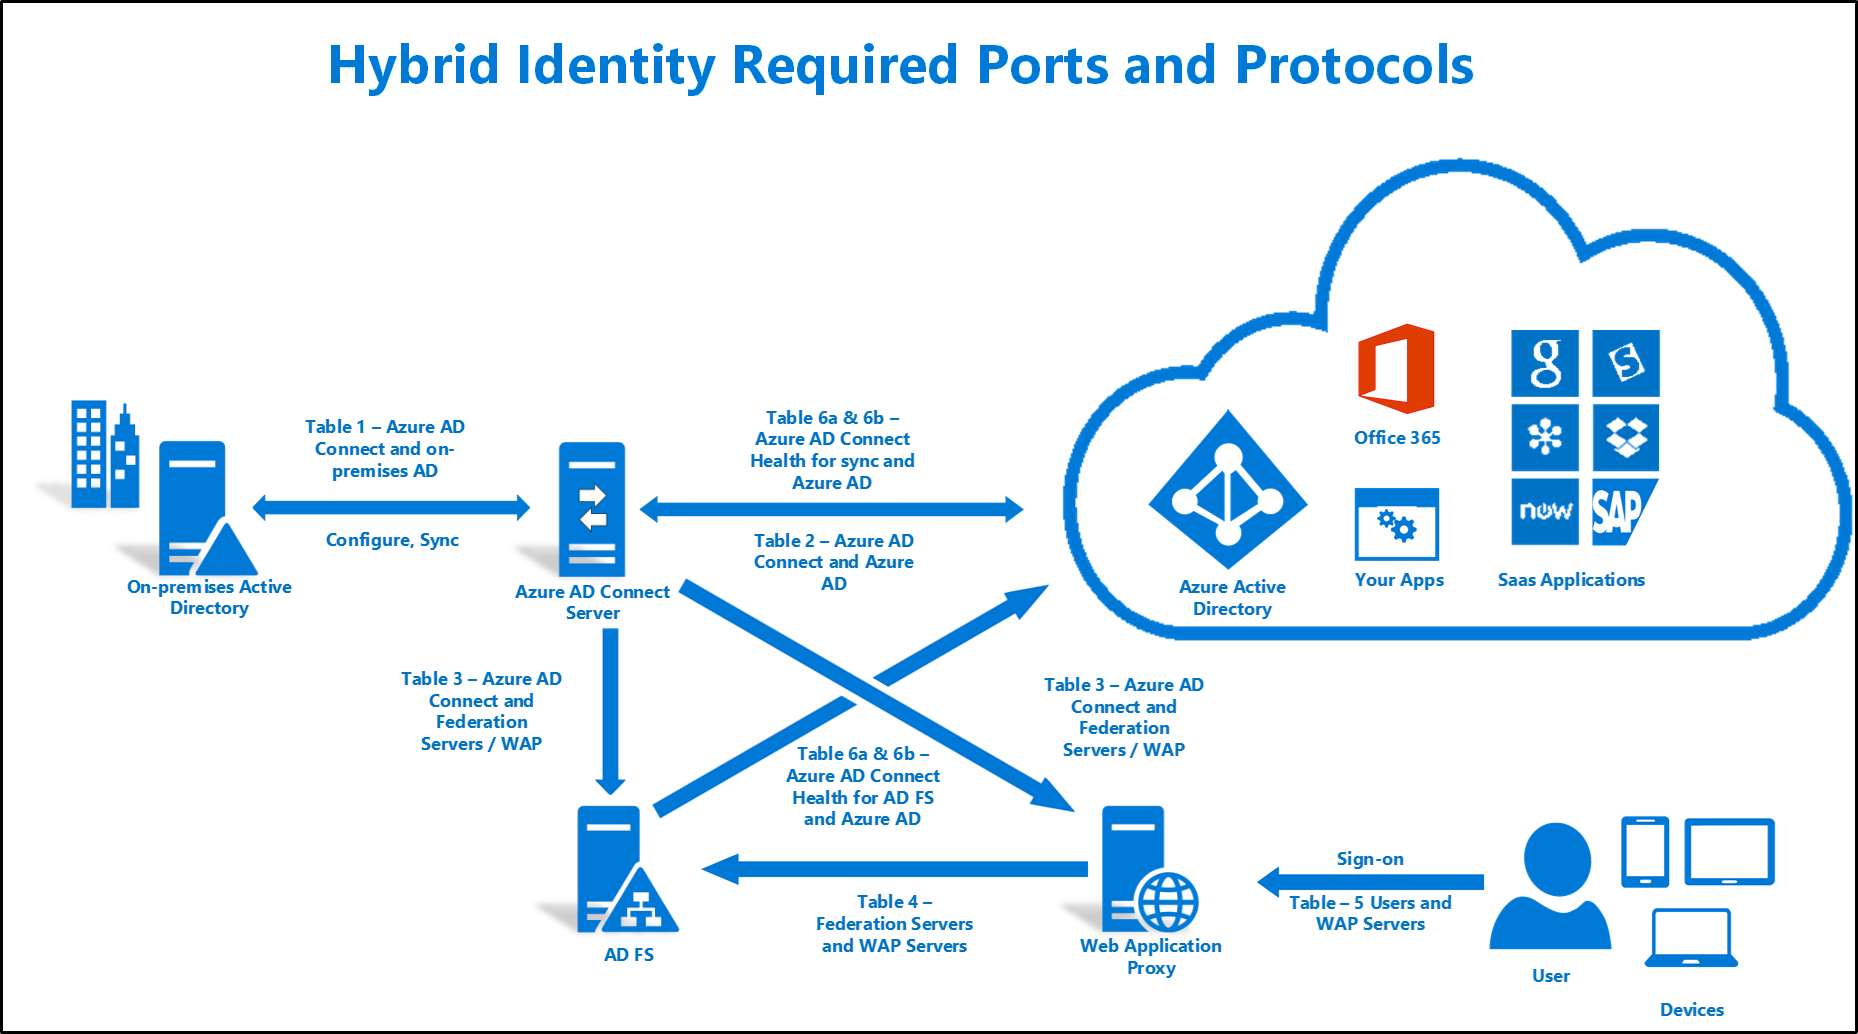 Hybrid Identity Required Ports and Protocols
Table 1 – Azure AD
Connect and on-
premises AD
Configure, Sync
On-premises Active
Directory
Azure AD Connect
Server
Table 6a & 6b –
Azure AD Connect
Health for sync and
Azure AD
Table 2 – Azure AD
Connect and Azure
AD
Office 365
g
S
now
SAP
Azure Active
Directory
Your Apps
Saas Applications
Table 3 – Azure AD
Connect and
Federation
Servers / WAP
Table 3 – Azure AD
Connect and
Federation
Servers / WAP
Table 6a & 6b –
Azure AD Connect
Health for AD FS
and Azure AD
Table 4 –
Federation Servers
and WAP Servers
AD FS
Web Application
Proxy
Sign-on
Table – 5 Users and
WAP Servers
User
Devices